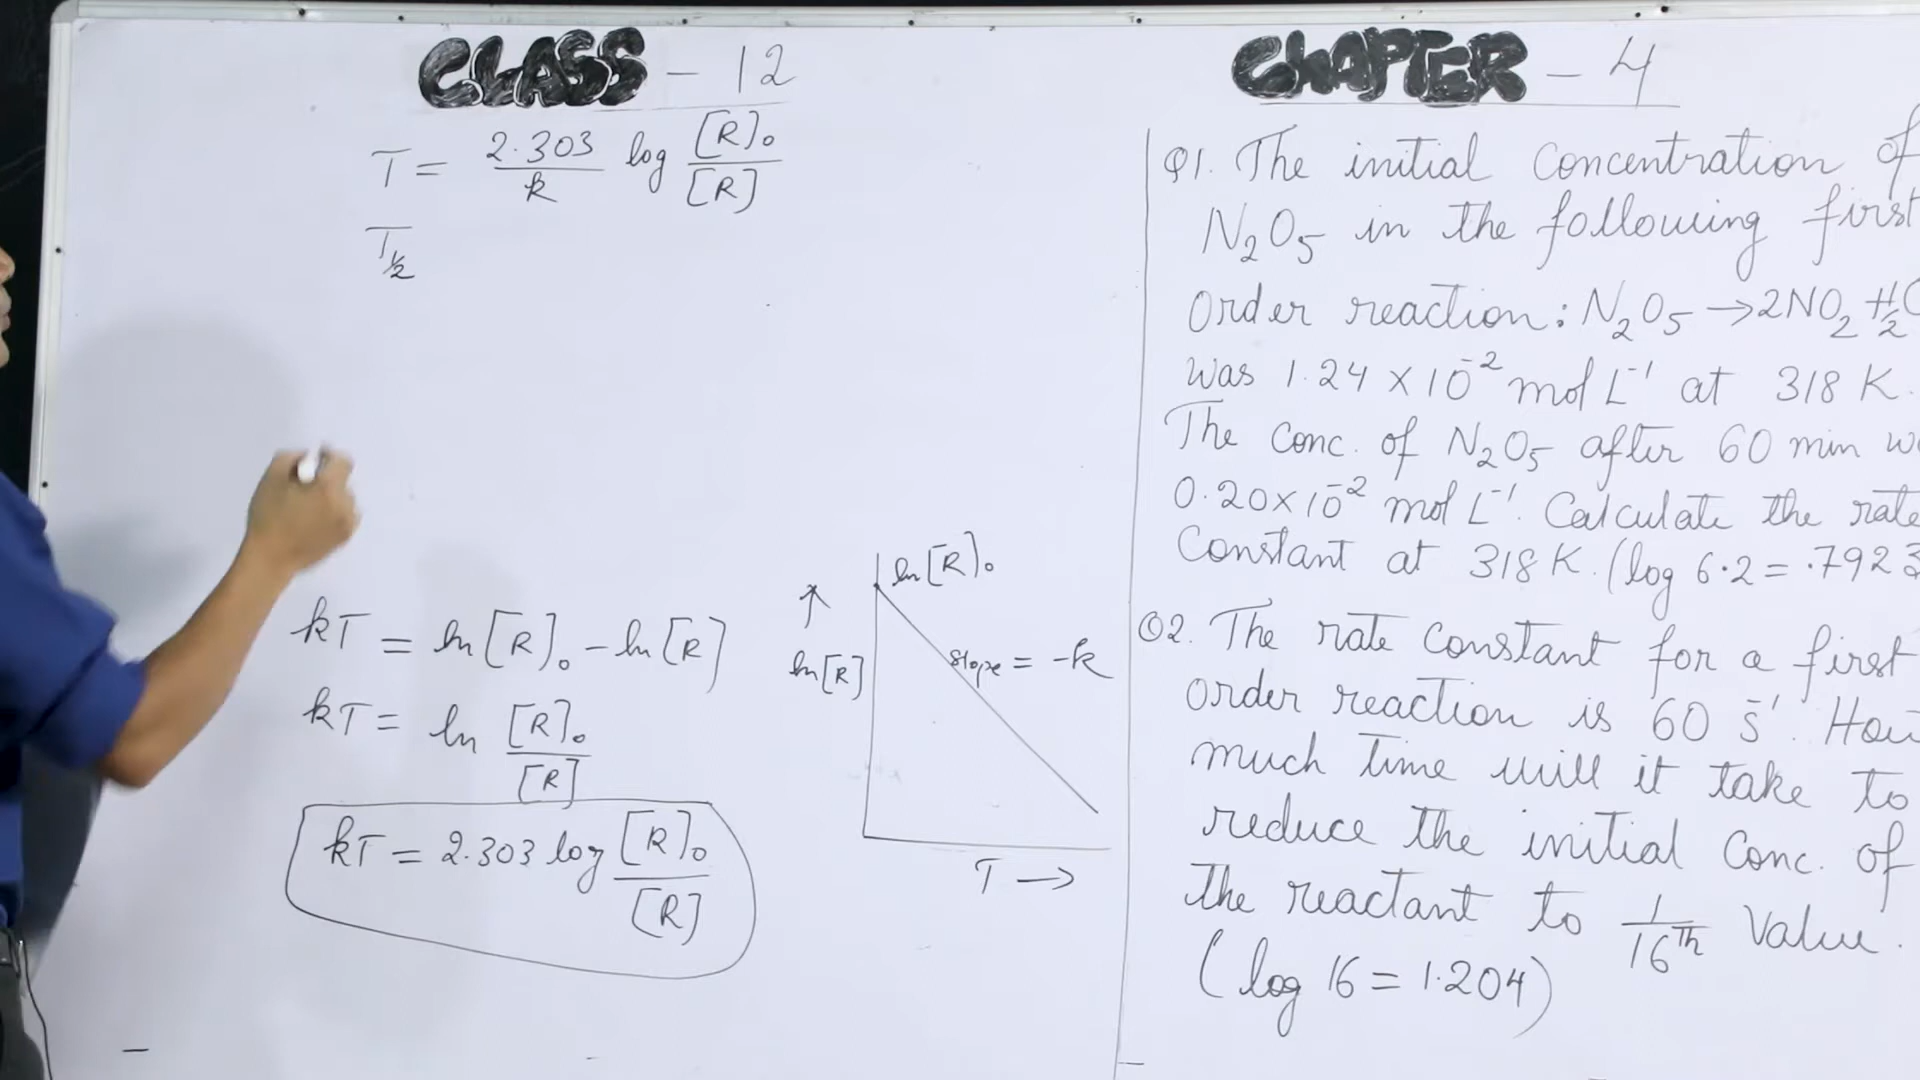 CLASS - 12
T = 2.303/k log [R]₀/[R]
T½
kT = ln[R]₀ - ln[R]
kT = ln [R]₀/[R]
kT = 2.303 log [R]₀/[R]
ln[R]₀
ln[R]
slope = -k
T →
CHAPTER - 4
Q1. The initial Concentration of
N₂O₅ in the following first
Order reaction: N₂O₅ → 2NO₂ + ½
was 1.24 × 10⁻² mol L⁻¹ at 318 K.
The Conc. of N₂O₅ after 60 min
0.20×10⁻² mol L⁻¹. Calculate the rate
Constant at 318 K. (log 6.2 = .7923
Q2. The rate Constant for a first
order reaction is 60 s⁻¹. How
much time will it take to
reduce the initial Conc. of
the reactant to 1/16ᵀʰ Value.
(log 16 = 1.204)